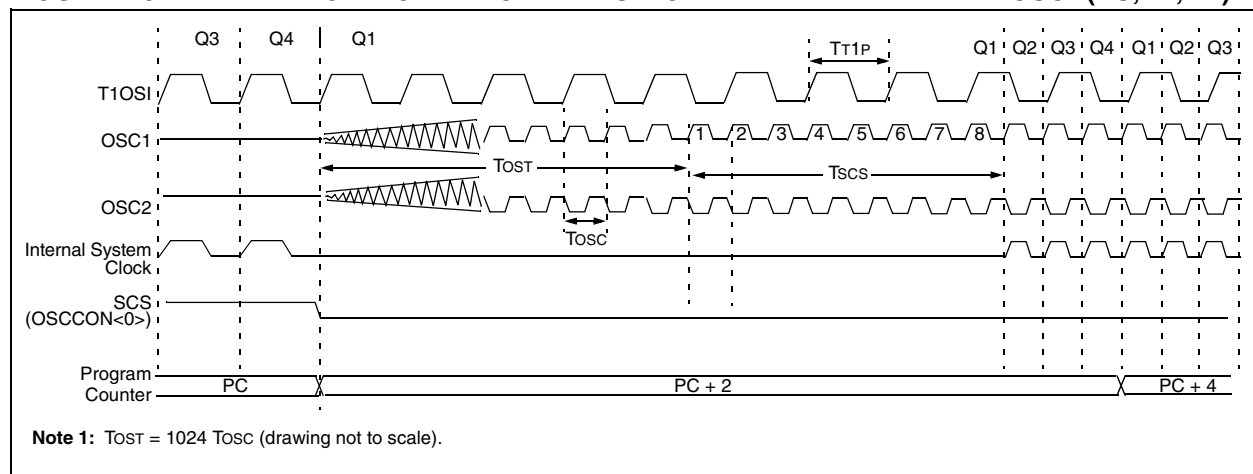 Q3 Q4 Q1 TT1P Q1 Q2 Q3 Q4 Q1 Q2 Q3
T1OSI
OSC1
1 2 3 4 5 6 7 8
TOST TSCS
OSC2
TOSC
Internal System
Clock
SCS
(OSCCON<0>)
Program
Counter
PC PC + 2 PC + 4
Note 1: TOST = 1024 TOSC (drawing not to scale).